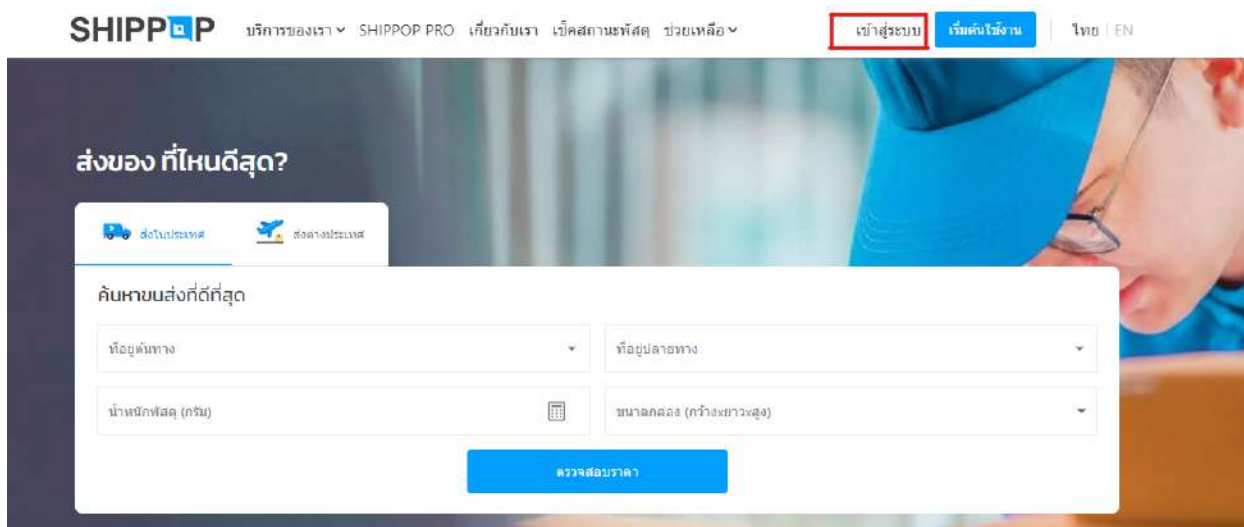 SHIPPOP บริการของเรา SHIPPOP PRO เกี่ยวกับเรา เช็คสถานะพัสดุ ช่วยเหลือ เข้าสู่ระบบ เริ่มต้นใช้งาน ไทย | EN
ส่งของ ที่ไหนดีสุด?
ส่งในประเทศ ส่งต่างประเทศ
ค้นหาขนส่งที่ดีที่สุด
ที่อยู่ต้นทาง ที่อยู่ปลายทาง
น้ำหนักพัสดุ (กรัม) ขนาดกล่อง (กว้างxยาวxสูง)
ตรวจสอบราคา